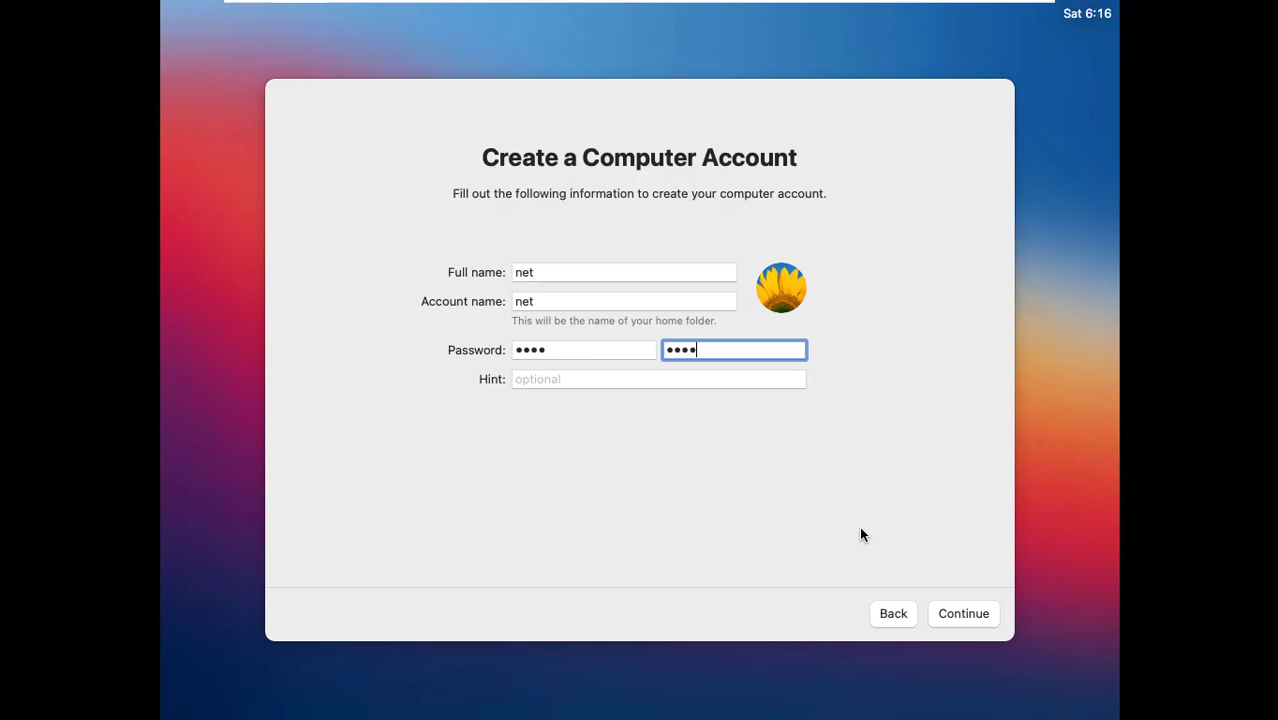 Sat 6:16
Create a Computer Account
Fill out the following information to create your computer account.
Full name: net
Account name: net
This will be the name of your home folder.
Password: •••• ••••
Hint: optional
Back Continue